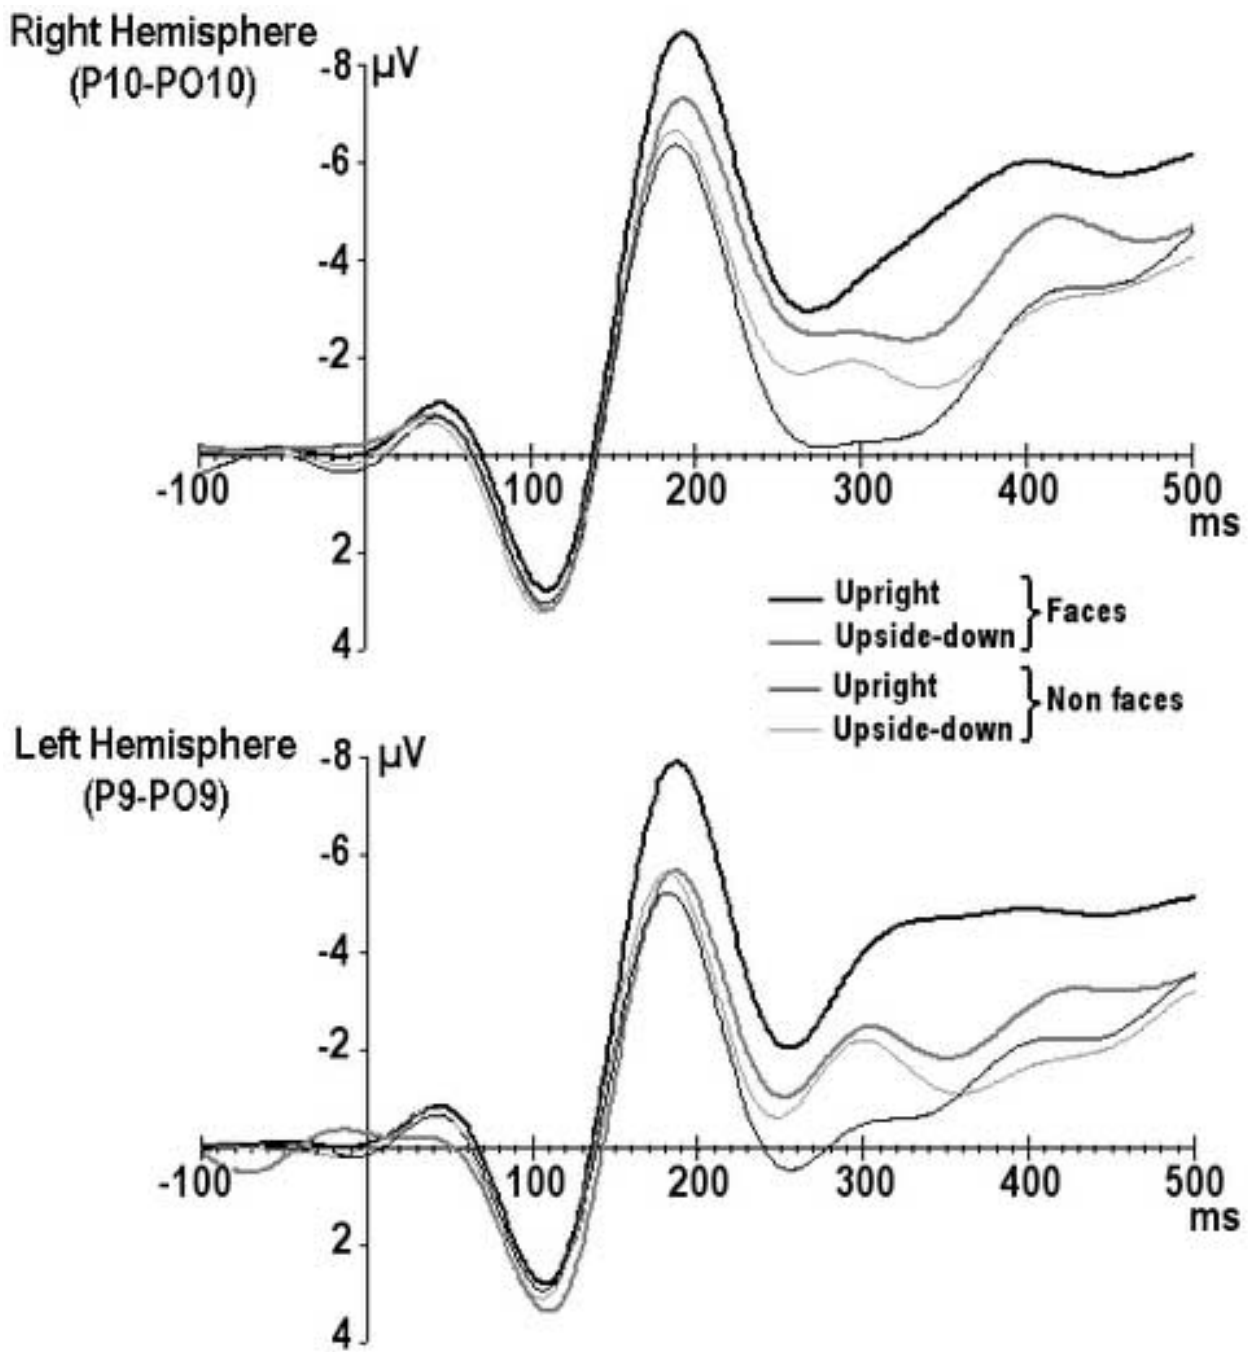 Right Hemisphere
(P10-PO10)
-8 µV
-6
-4
-2
-100 100 200 300 400 500
ms
2
4
Upright
Upside-down
Faces
Upright
Upside-down
Non faces
Left Hemisphere
(P9-PO9)
-8 µV
-6
-4
-2
-100 100 200 300 400 500
ms
2
4